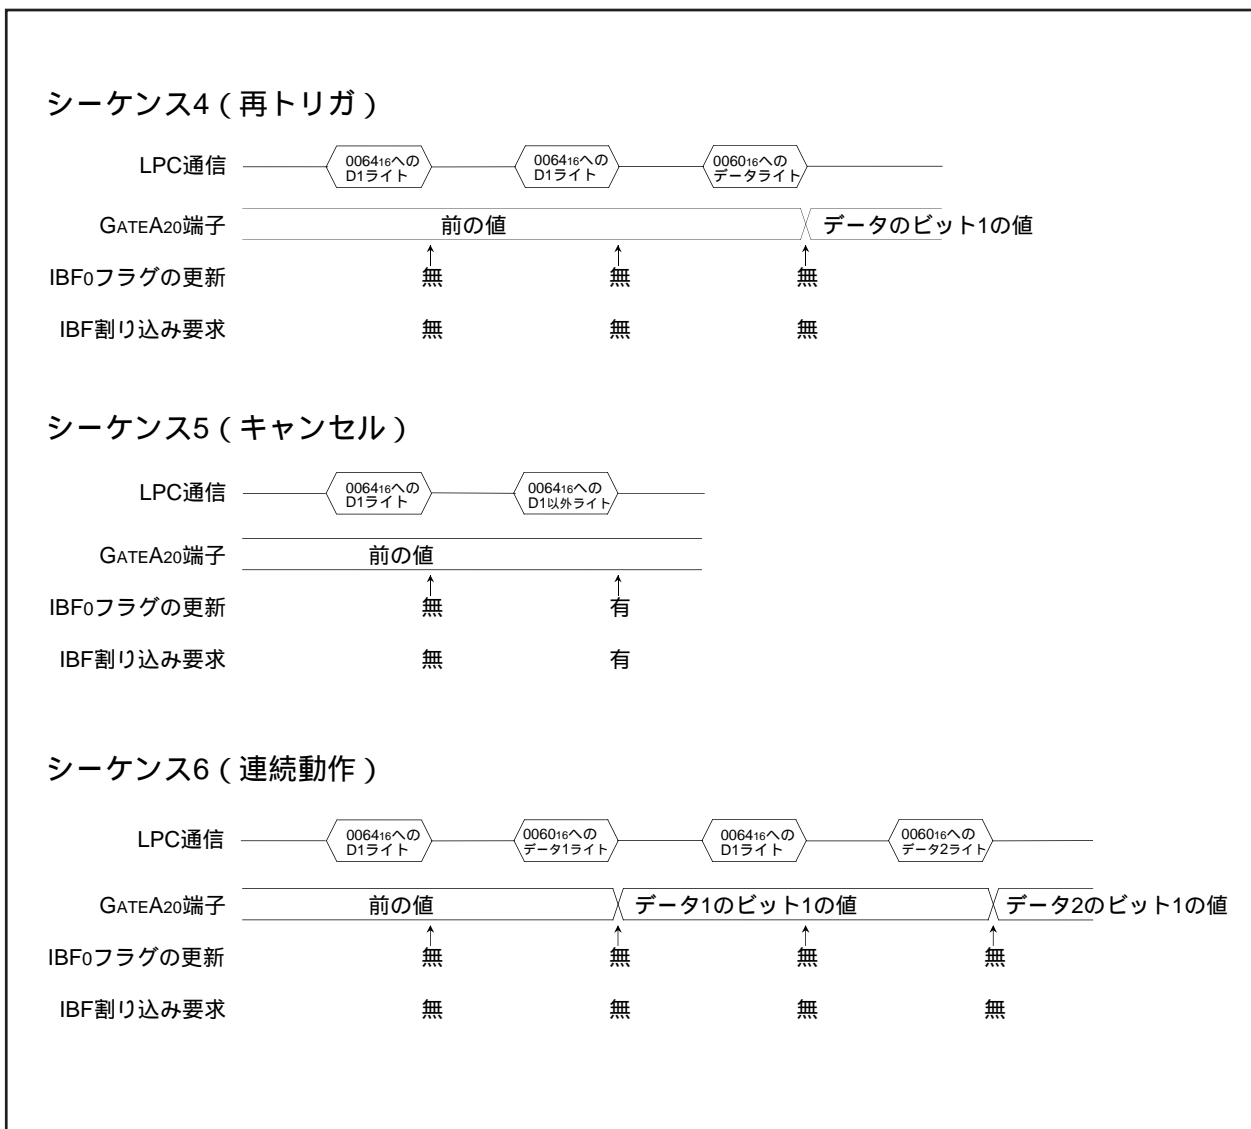 シーケンス4（再トリガ）
LPC通信
006416への
D1ライト
006416への
D1ライト
006016への
データライト
GATEA20端子
前の値
データのビット1の値
IBF0フラグの更新
無
無
無
IBF割り込み要求
無
無
無
シーケンス5（キャンセル）
LPC通信
006416への
D1ライト
006416への
D1以外ライト
GATEA20端子
前の値
IBF0フラグの更新
無
有
IBF割り込み要求
無
有
シーケンス6（連続動作）
LPC通信
006416への
D1ライト
006016への
データ1ライト
006416への
D1ライト
006016への
データ2ライト
GATEA20端子
前の値
データ1のビット1の値
データ2のビット1の値
IBF0フラグの更新
無
無
無
無
IBF割り込み要求
無
無
無
無